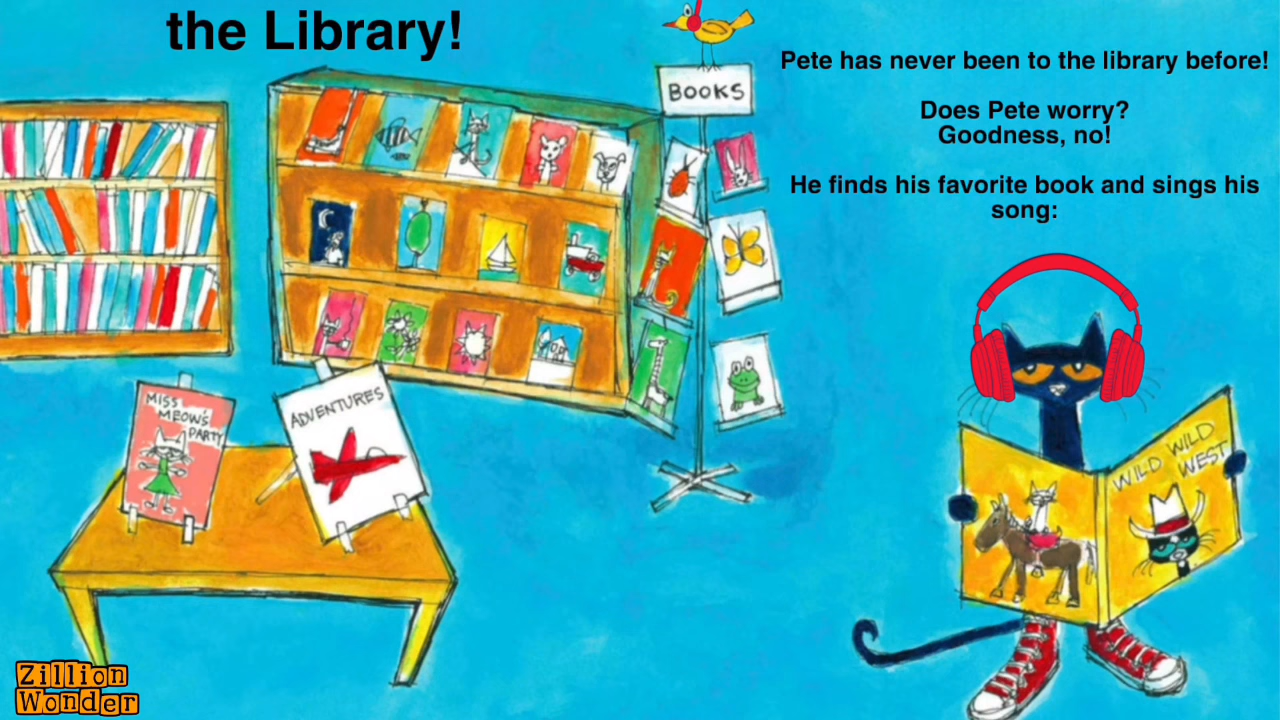 the Library!
Pete has never been to the library before!
Does Pete worry?
Goodness, no!
He finds his favorite book and sings his
song:
BOOKS
MISS
MEOW'S
PARTY
ADVENTURES
WILD WILD
WEST
Zillion
Wonder